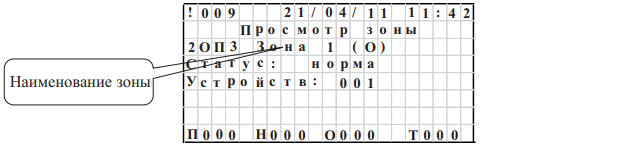 !009 21/04/11 11:42
Просмотр зоны
2ОПЗ Зона 1 (О)
Статус: норма
Устройств: 001
П000 Н000 О000 Т000
Наименование зоны